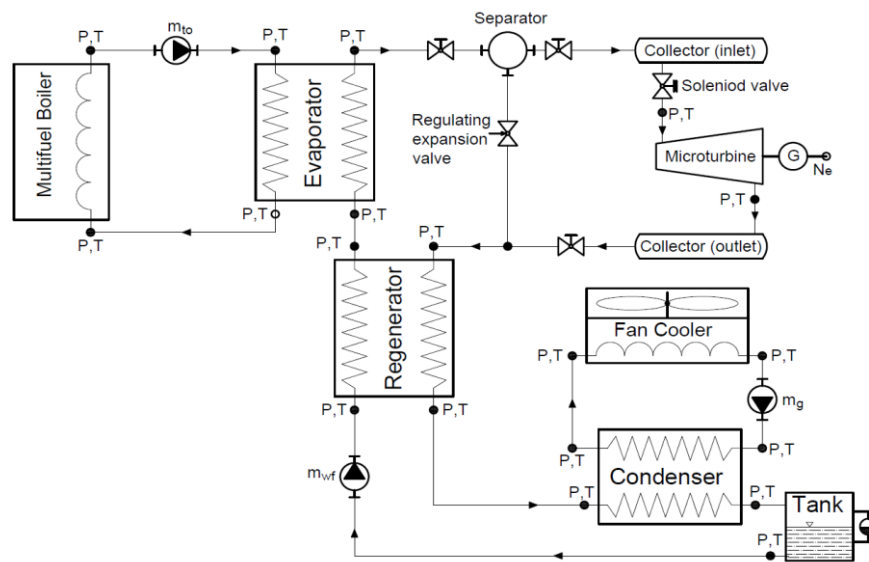 P,T
m_to
P,T
P,T
Separator
Collector (inlet)
Soleniod valve
P,T
Multifuel Boiler
Evaporator
Regulating
expansion
valve
Microturbine
G
Ne
P,T
P,T
P,T
P,T
P,T
P,T
P,T
Collector (outlet)
Regenerator
Fan Cooler
P,T
P,T
m_g
P,T
P,T
P,T
P,T
Condenser
m_wf
P,T
P,T
Tank
P,T